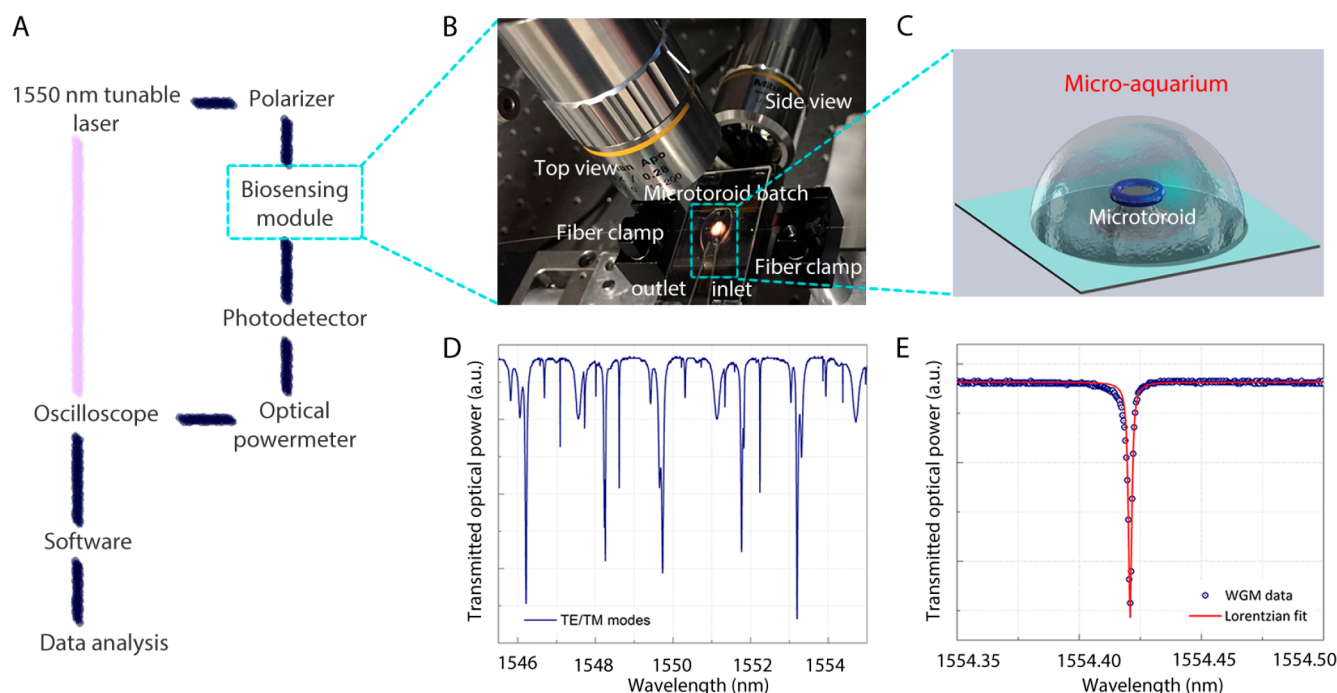 A
1550 nm tunable
laser
Polarizer
Biosensing
module
Photodetector
Optical
powermeter
Oscilloscope
Software
Data analysis
B
Side view
Top view
Apo
0.28
Microtoroid batch
Fiber clamp
Fiber clamp
outlet
inlet
C
Micro-aquarium
Microtoroid
D
Transmitted optical power (a.u.)
TE/TM modes
1546
1548
1550
1552
1554
Wavelength (nm)
E
Transmitted optical power (a.u.)
WGM data
Lorentzian fit
1554.35
1554.40
1554.45
1554.50
Wavelength (nm)